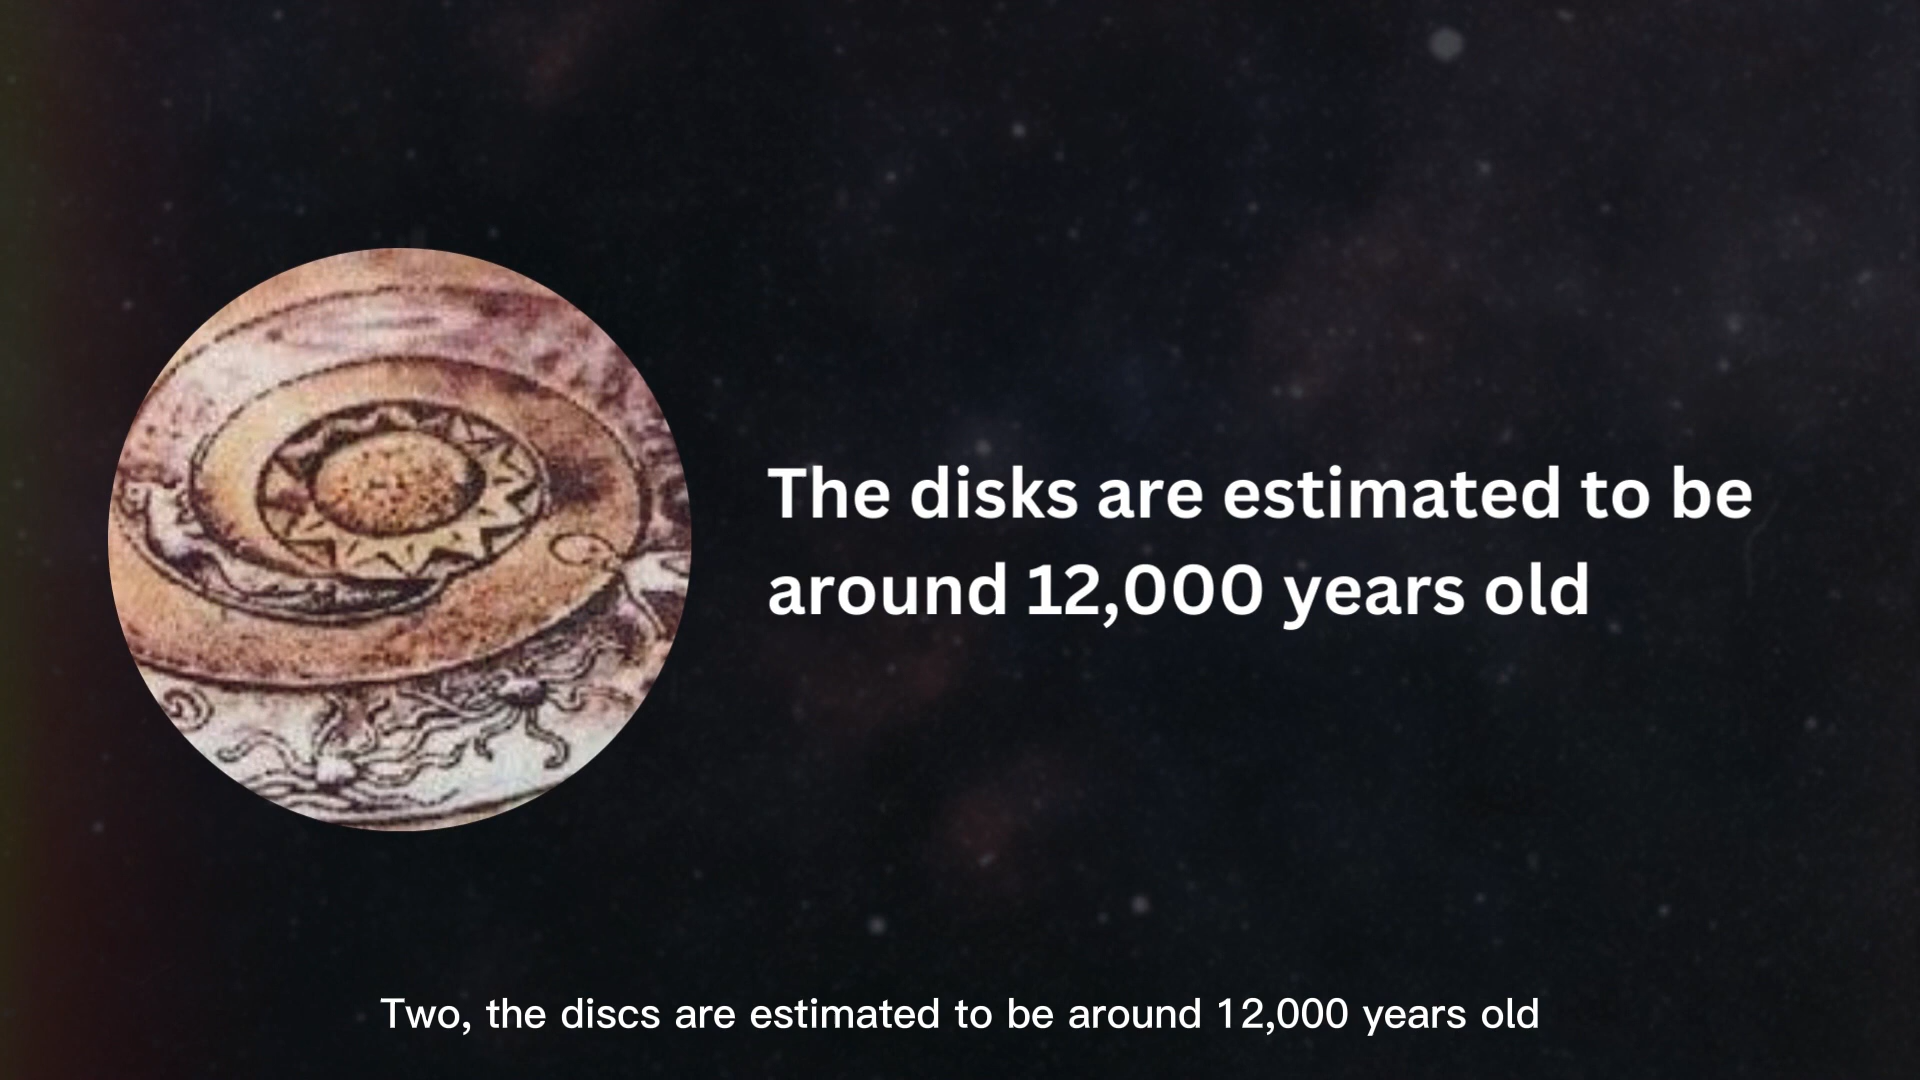 The disks are estimated to be
around 12,000 years old
Two, the discs are estimated to be around 12,000 years old